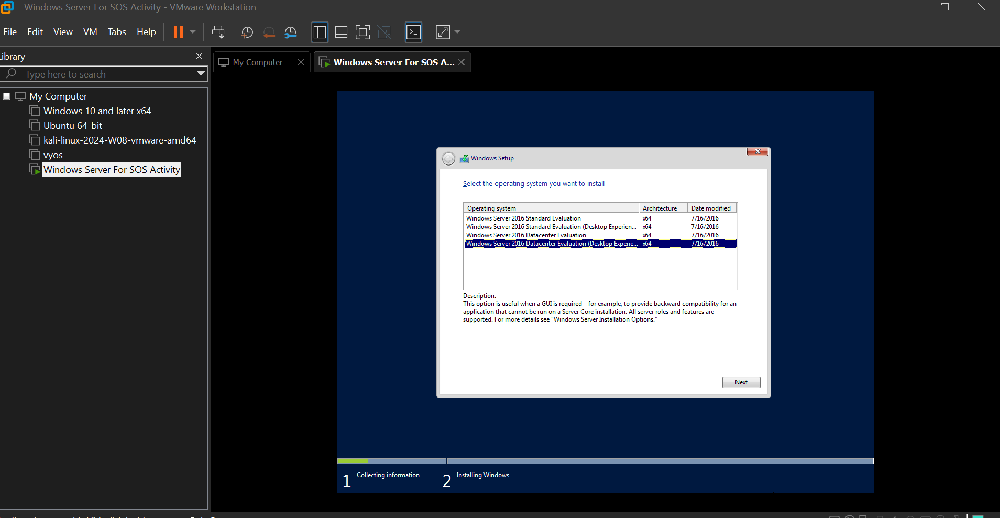 Windows Server For SOS Activity - VMware Workstation
File Edit View VM Tabs Help
Library
Type here to search
My Computer
Windows 10 and later x64
Ubuntu 64-bit
kali-linux-2024-W08-vmware-amd64
vyos
Windows Server For SOS Activity
My Computer
Windows Server For SOS A...
Windows Setup
Select the operating system you want to install
Operating system Architecture Date modified
Windows Server 2016 Standard Evaluation x64 7/16/2016
Windows Server 2016 Standard Evaluation (Desktop Experien... x64 7/16/2016
Windows Server 2016 Datacenter Evaluation x64 7/16/2016
Windows Server 2016 Datacenter Evaluation (Desktop Experie... x64 7/16/2016
Description:
This option is useful when a GUI is required—for example, to provide backward compatibility for an
application that cannot be run on a Server Core installation. All server roles and features are
supported. For more details see "Windows Server Installation Options."
Next
1 Collecting information 2 Installing Windows